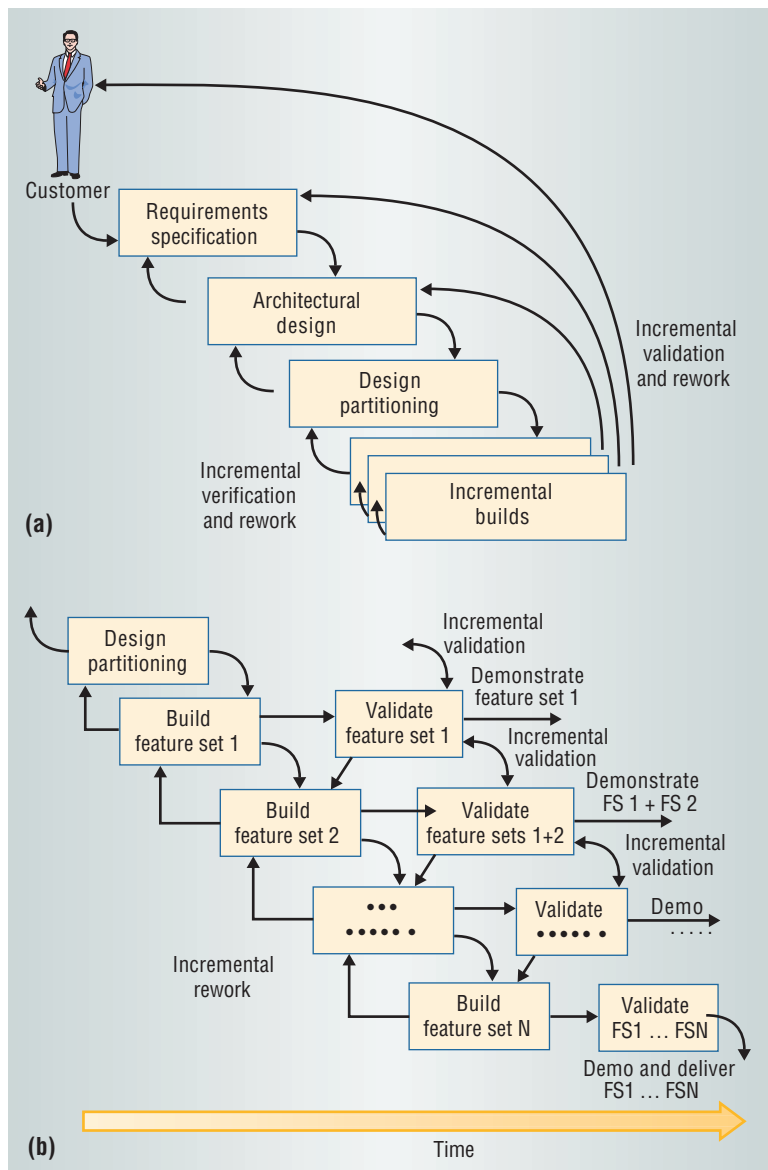 Customer
Requirements
specification
Architectural
design
Design
partitioning
Incremental
builds
Incremental
validation
and rework
Incremental
verification
and rework
(a)
Design
partitioning
Incremental
validation
Demonstrate
feature set 1
Build
feature set 1
Validate
feature set 1
Incremental
validation
Demonstrate
FS 1 + FS 2
Build
feature set 2
Validate
feature sets 1+2
Incremental
validation
•••
••••• •
Validate
••••• •
Demo
.....
Incremental
rework
Build
feature set N
Validate
FS1 ... FSN
Demo and deliver
FS1 ... FSN
Time
(b)